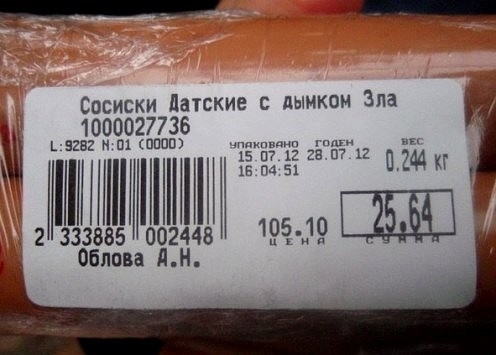 Сосиски Датские с дымком Зла
1000027736
L:9282 N:01 (0000)
УПАКОВАНО ГОДЕН ВЕС
15.07.12 28.07.12 0.244 кг
16:04:51
105.10 25.64
ЦЕНА СУММА
2 333885 002448
Облова А.Н.